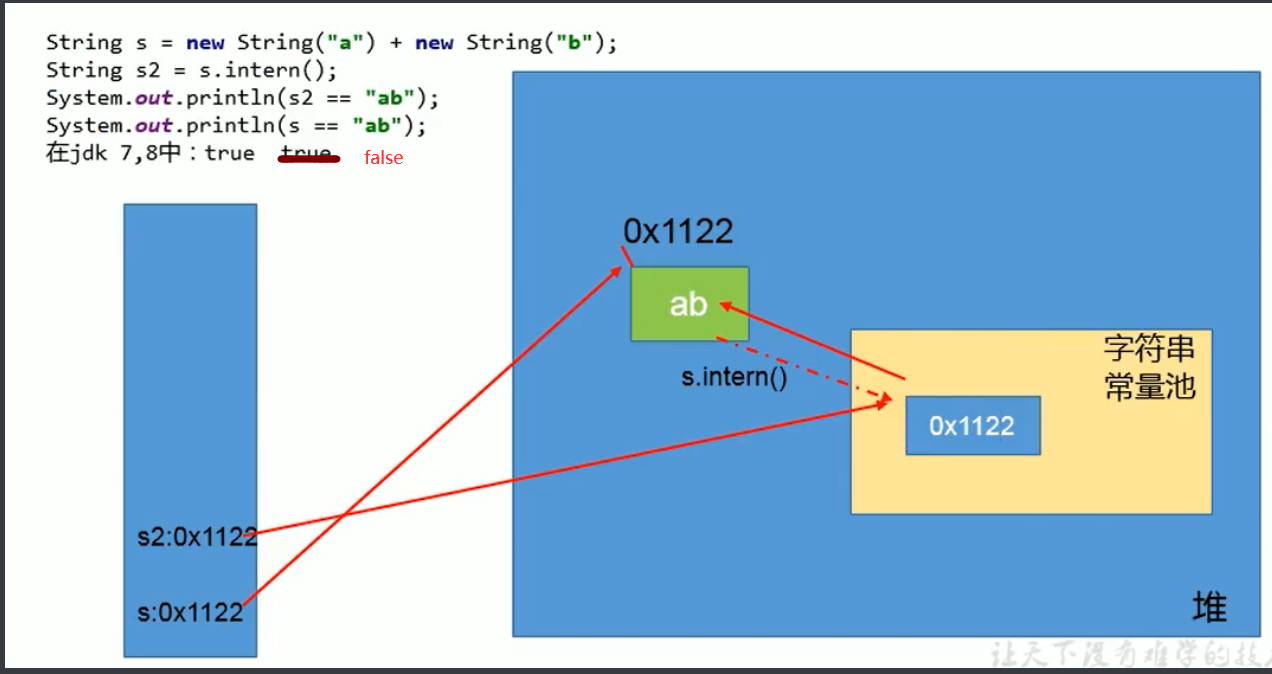 String s = new String("a") + new String("b");
String s2 = s.intern();
System.out.println(s2 == "ab");
System.out.println(s == "ab");
在jdk 7,8中：true true false
0x1122
ab
s.intern()
字符串
常量池
0x1122
s2:0x1122
s:0x1122
堆
让天下没有难学的技